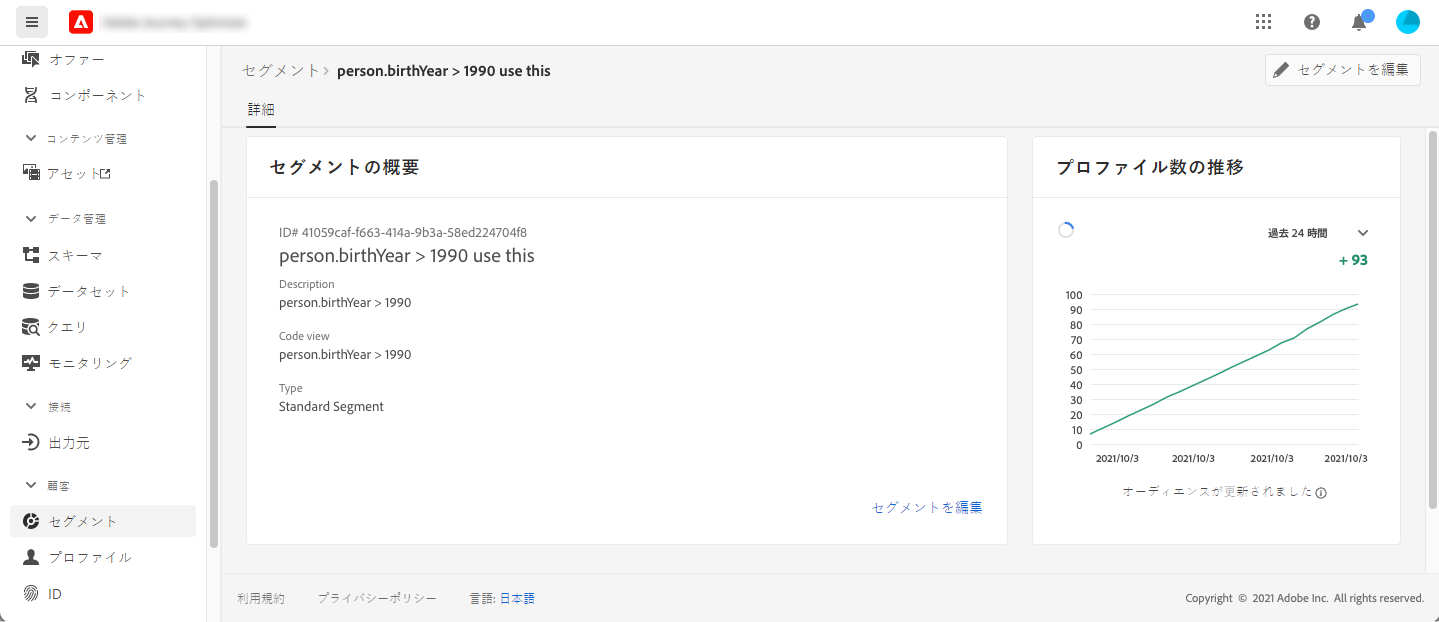 オファー
コンポーネント
コンテンツ管理
アセット
データ管理
スキーマ
データセット
クエリ
モニタリング
接続
出力元
顧客
セグメント
プロファイル
ID
セグメント > person.birthYear > 1990 use this
セグメントを編集
詳細
セグメントの概要
ID# 41059caf-f663-414a-9b3a-58ed224704f8
person.birthYear > 1990 use this
Description
person.birthYear > 1990
Code view
person.birthYear > 1990
Type
Standard Segment
セグメントを編集
プロファイル数の推移
過去 24 時間
+ 93
100
90
80
70
60
50
40
30
20
10
0
2021/10/3 2021/10/3 2021/10/3 2021/10/3
オーディエンスが更新されました
利用規約 プライバシーポリシー 言語: 日本語
Copyright © 2021 Adobe Inc. All rights reserved.